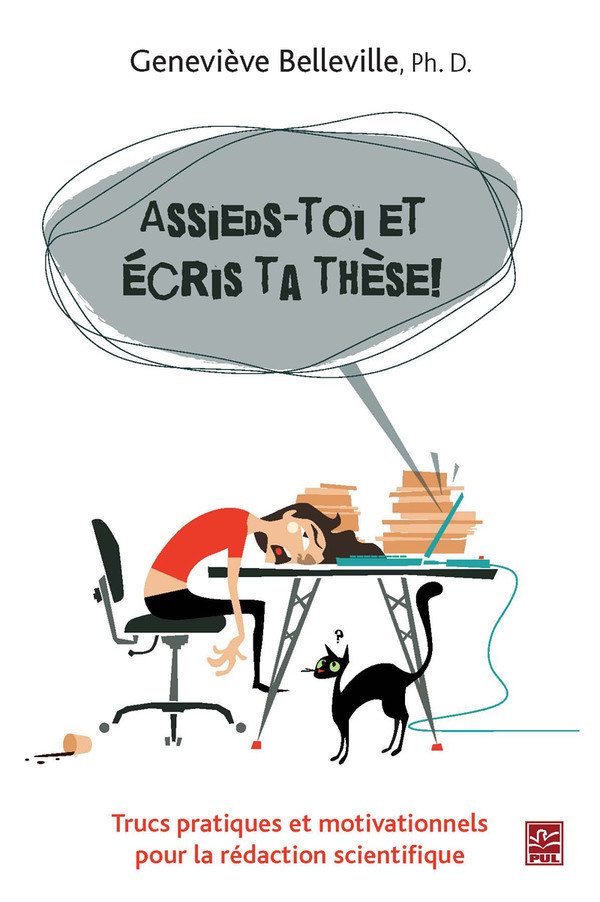 Geneviève Belleville, Ph. D.
ASSIEDS-TOI ET
ÉCRIS TA THÈSE!
?
Trucs pratiques et motivationnels
pour la rédaction scientifique
PUL